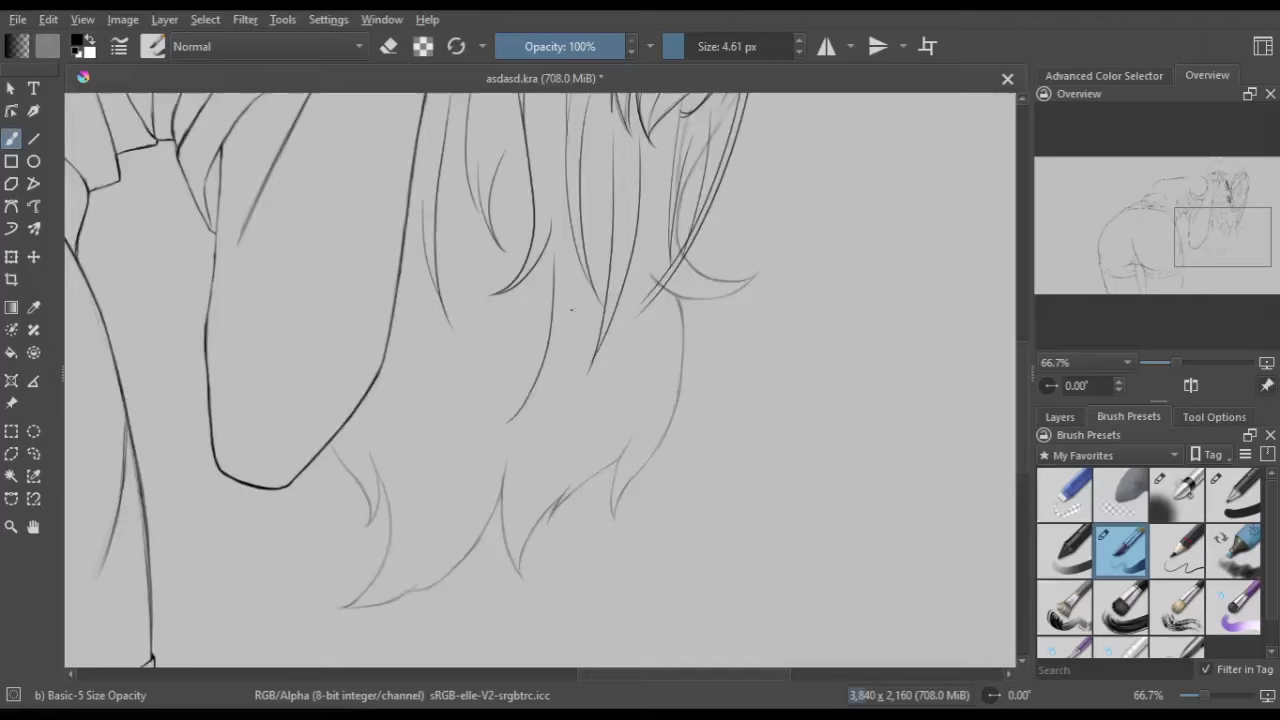 File Edit View Image Layer Select Filter Tools Settings Window Help
Normal Opacity: 100% Size: 4.61 px
asdasd.kra (708.0 MiB) *
Advanced Color Selector Overview
Overview
66.7%
0.00°
Layers Brush Presets Tool Options
Brush Presets
My Favorites Tag
Search Filter in Tag
b) Basic-5 Size Opacity RGB/Alpha (8-bit integer/channel) sRGB-elle-V2-srgbtrc.icc 3,840 x 2,160 (708.0 MiB) 0.00° 66.7%